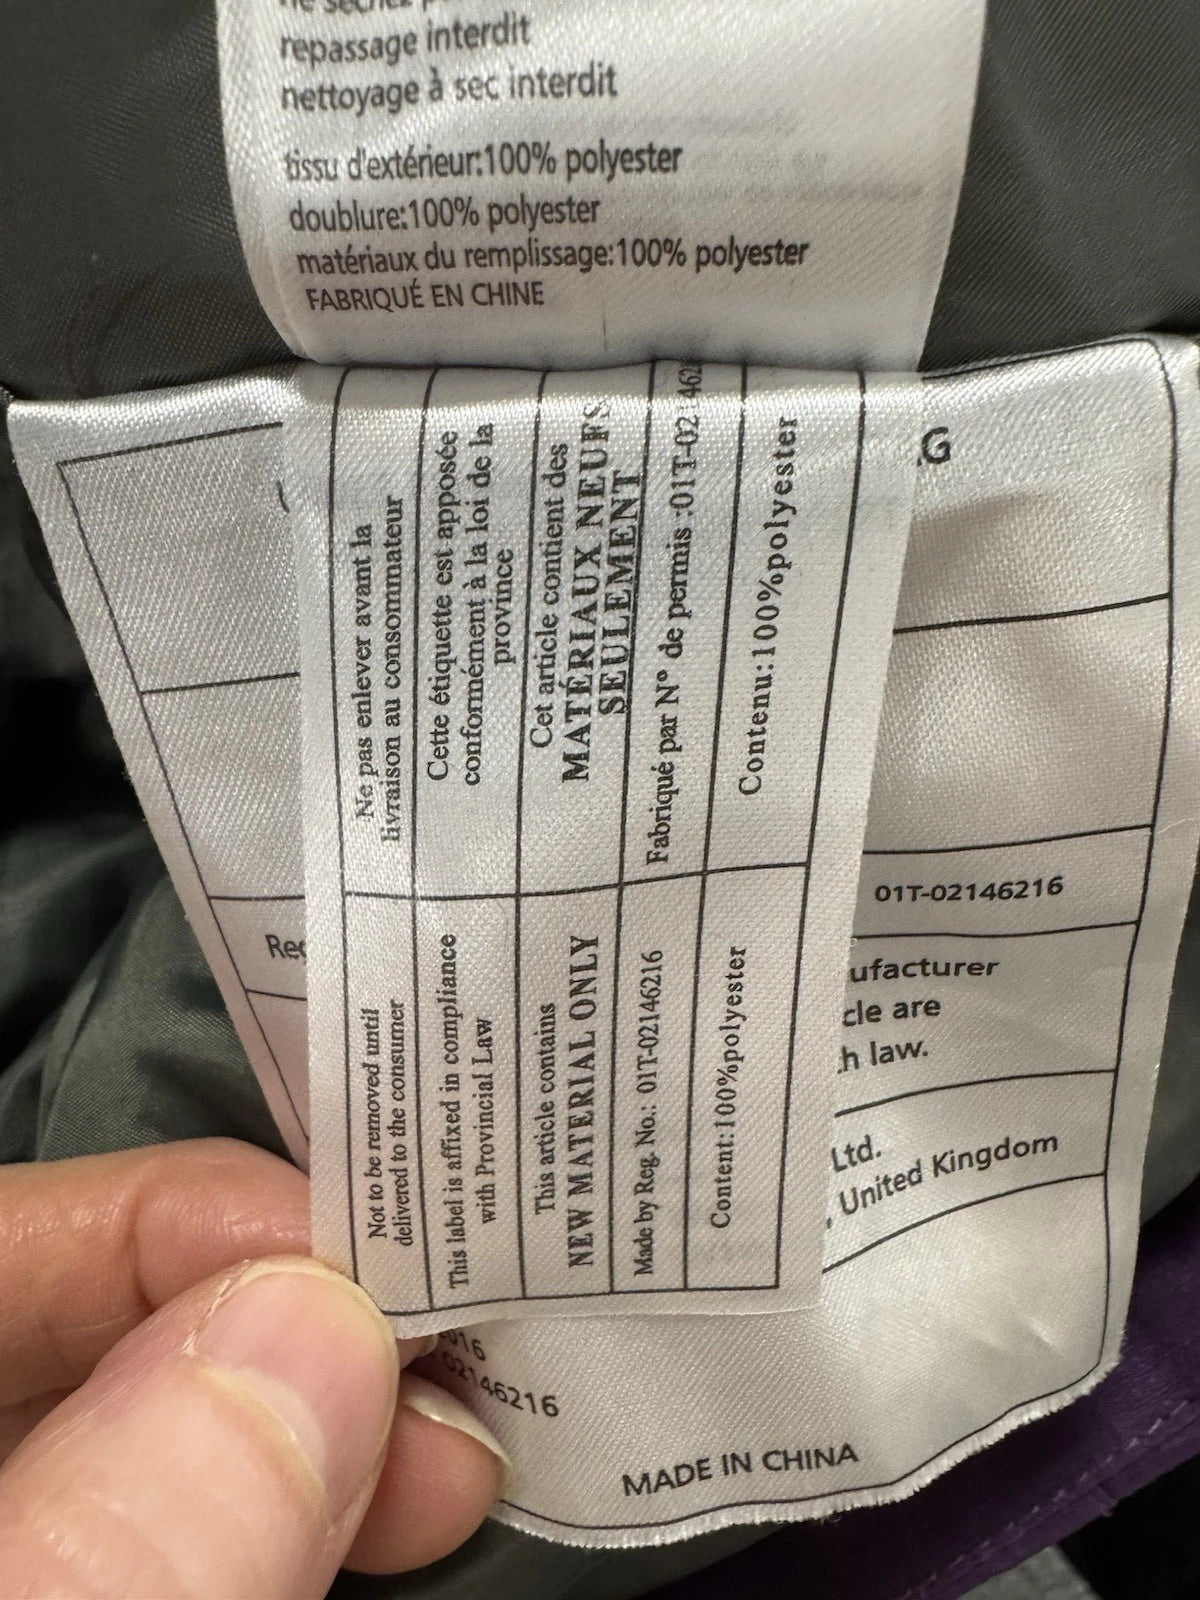 repassage interdit
nettoyage à sec interdit
tissu d'extérieur:100% polyester
doublure:100% polyester
matériaux du remplissage:100% polyester
FABRIQUÉ EN CHINE
Ne pas enlever avant la
livraison au consommateur
Cette étiquette est apposée
conformément à la loi de la
province
Cet article contient des
MATÉRIAUX NEUFS
SEULEMENT
Fabriqué par N° de permis :01T-02146216
Contenu:100%polyester
Not to be removed until
delivered to the consumer
This label is affixed in compliance
with Provincial Law
This article contains
NEW MATERIAL ONLY
Made by Reg. No.: 01T-02146216
Content:100%polyester
01T-02146216
ufacturer
cle are
h law.
Ltd.
, United Kingdom
02146216
MADE IN CHINA